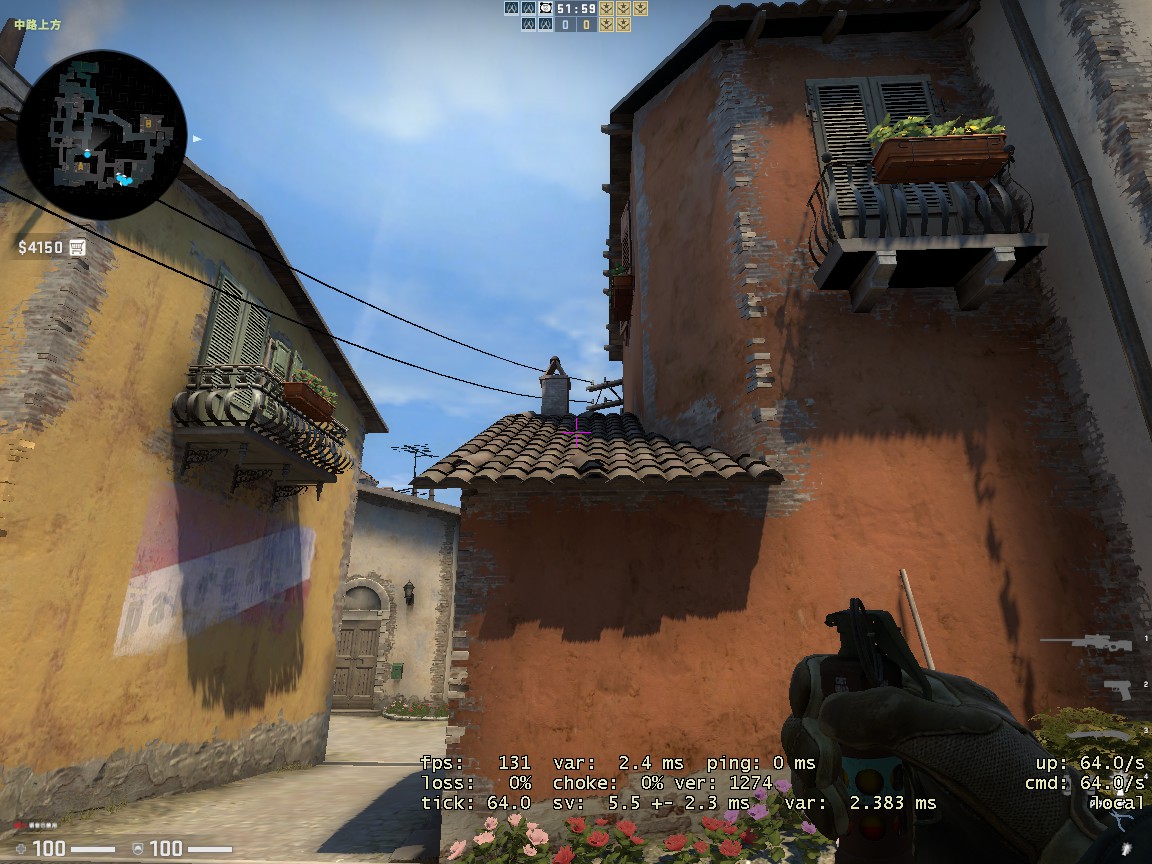 中路上方
51:59
0 0
$4150
1
2
3
fps: 131 var: 2.4 ms ping: 0 ms
loss: 0% choke: 0% ver: 1274
tick: 64.0 sv: 5.5 +- 2.3 ms var: 2.383 ms
up: 64.0/s
cmd: 64.0/s
local
100 100